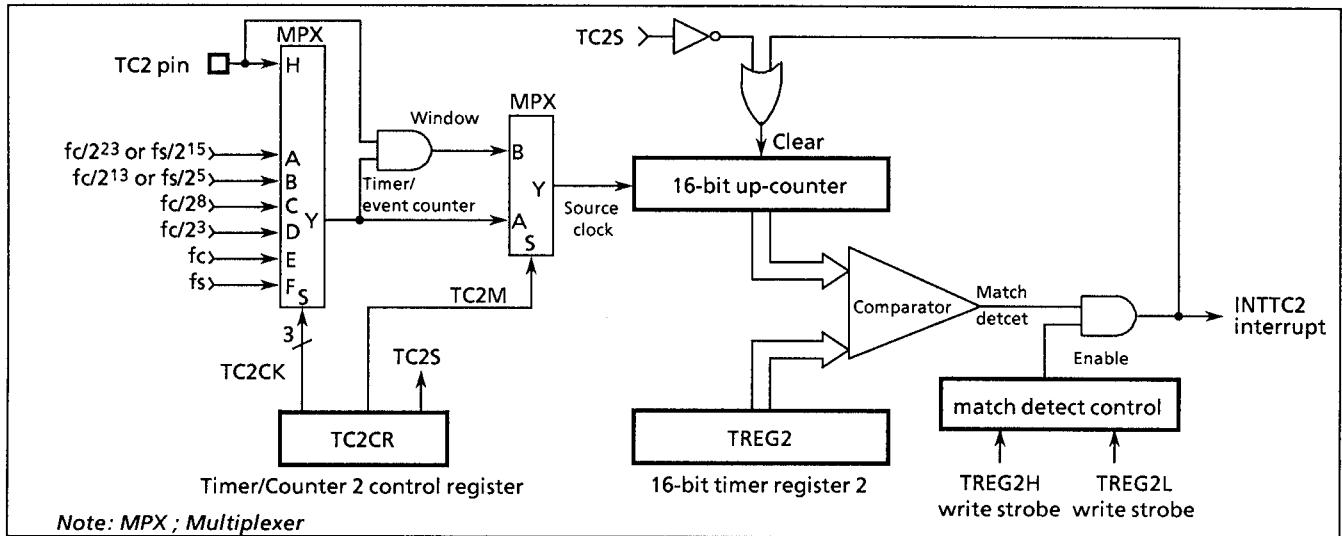 MPX
TC2 pin
H
fc/2²³ or fs/2¹⁵
A
fc/2¹³ or fs/2⁵
B
fc/2⁸
C
fc/2³
D
fc
E
fs
F
Y
S
3
TC2CK
Window
Timer/
event counter
MPX
B
Y
A
S
TC2M
Source
clock
TC2S
TC2CR
Timer/Counter 2 control register
TC2S
Clear
16-bit up-counter
Comparator
Match
detcet
Enable
INTTC2
interrupt
match detect control
TREG2H
write strobe
TREG2L
write strobe
TREG2
16-bit timer register 2
Note: MPX ; Multiplexer